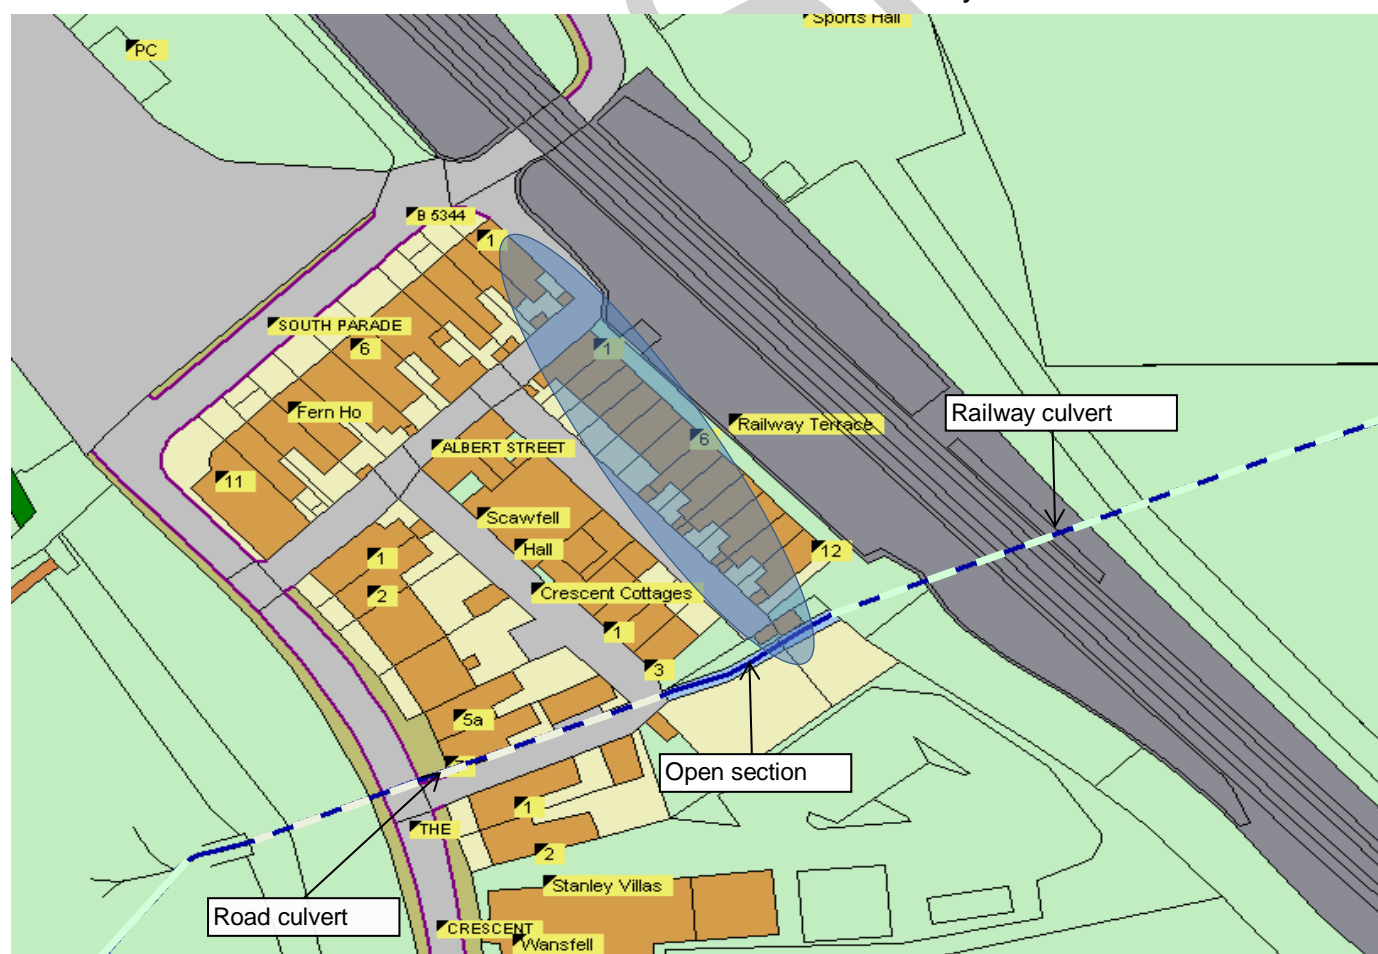 Sports Hall
PC
B 5344
1
SOUTH PARADE
6
1
Fern Ho
Railway culvert
Railway Terrace
6
ALBERT STREET
11
Scawfell
Hall
1
12
2
Crescent Cottages
1
3
5a
Open section
1
THE
2
Stanley Villas
Road culvert
CRESCENT
Wansfell